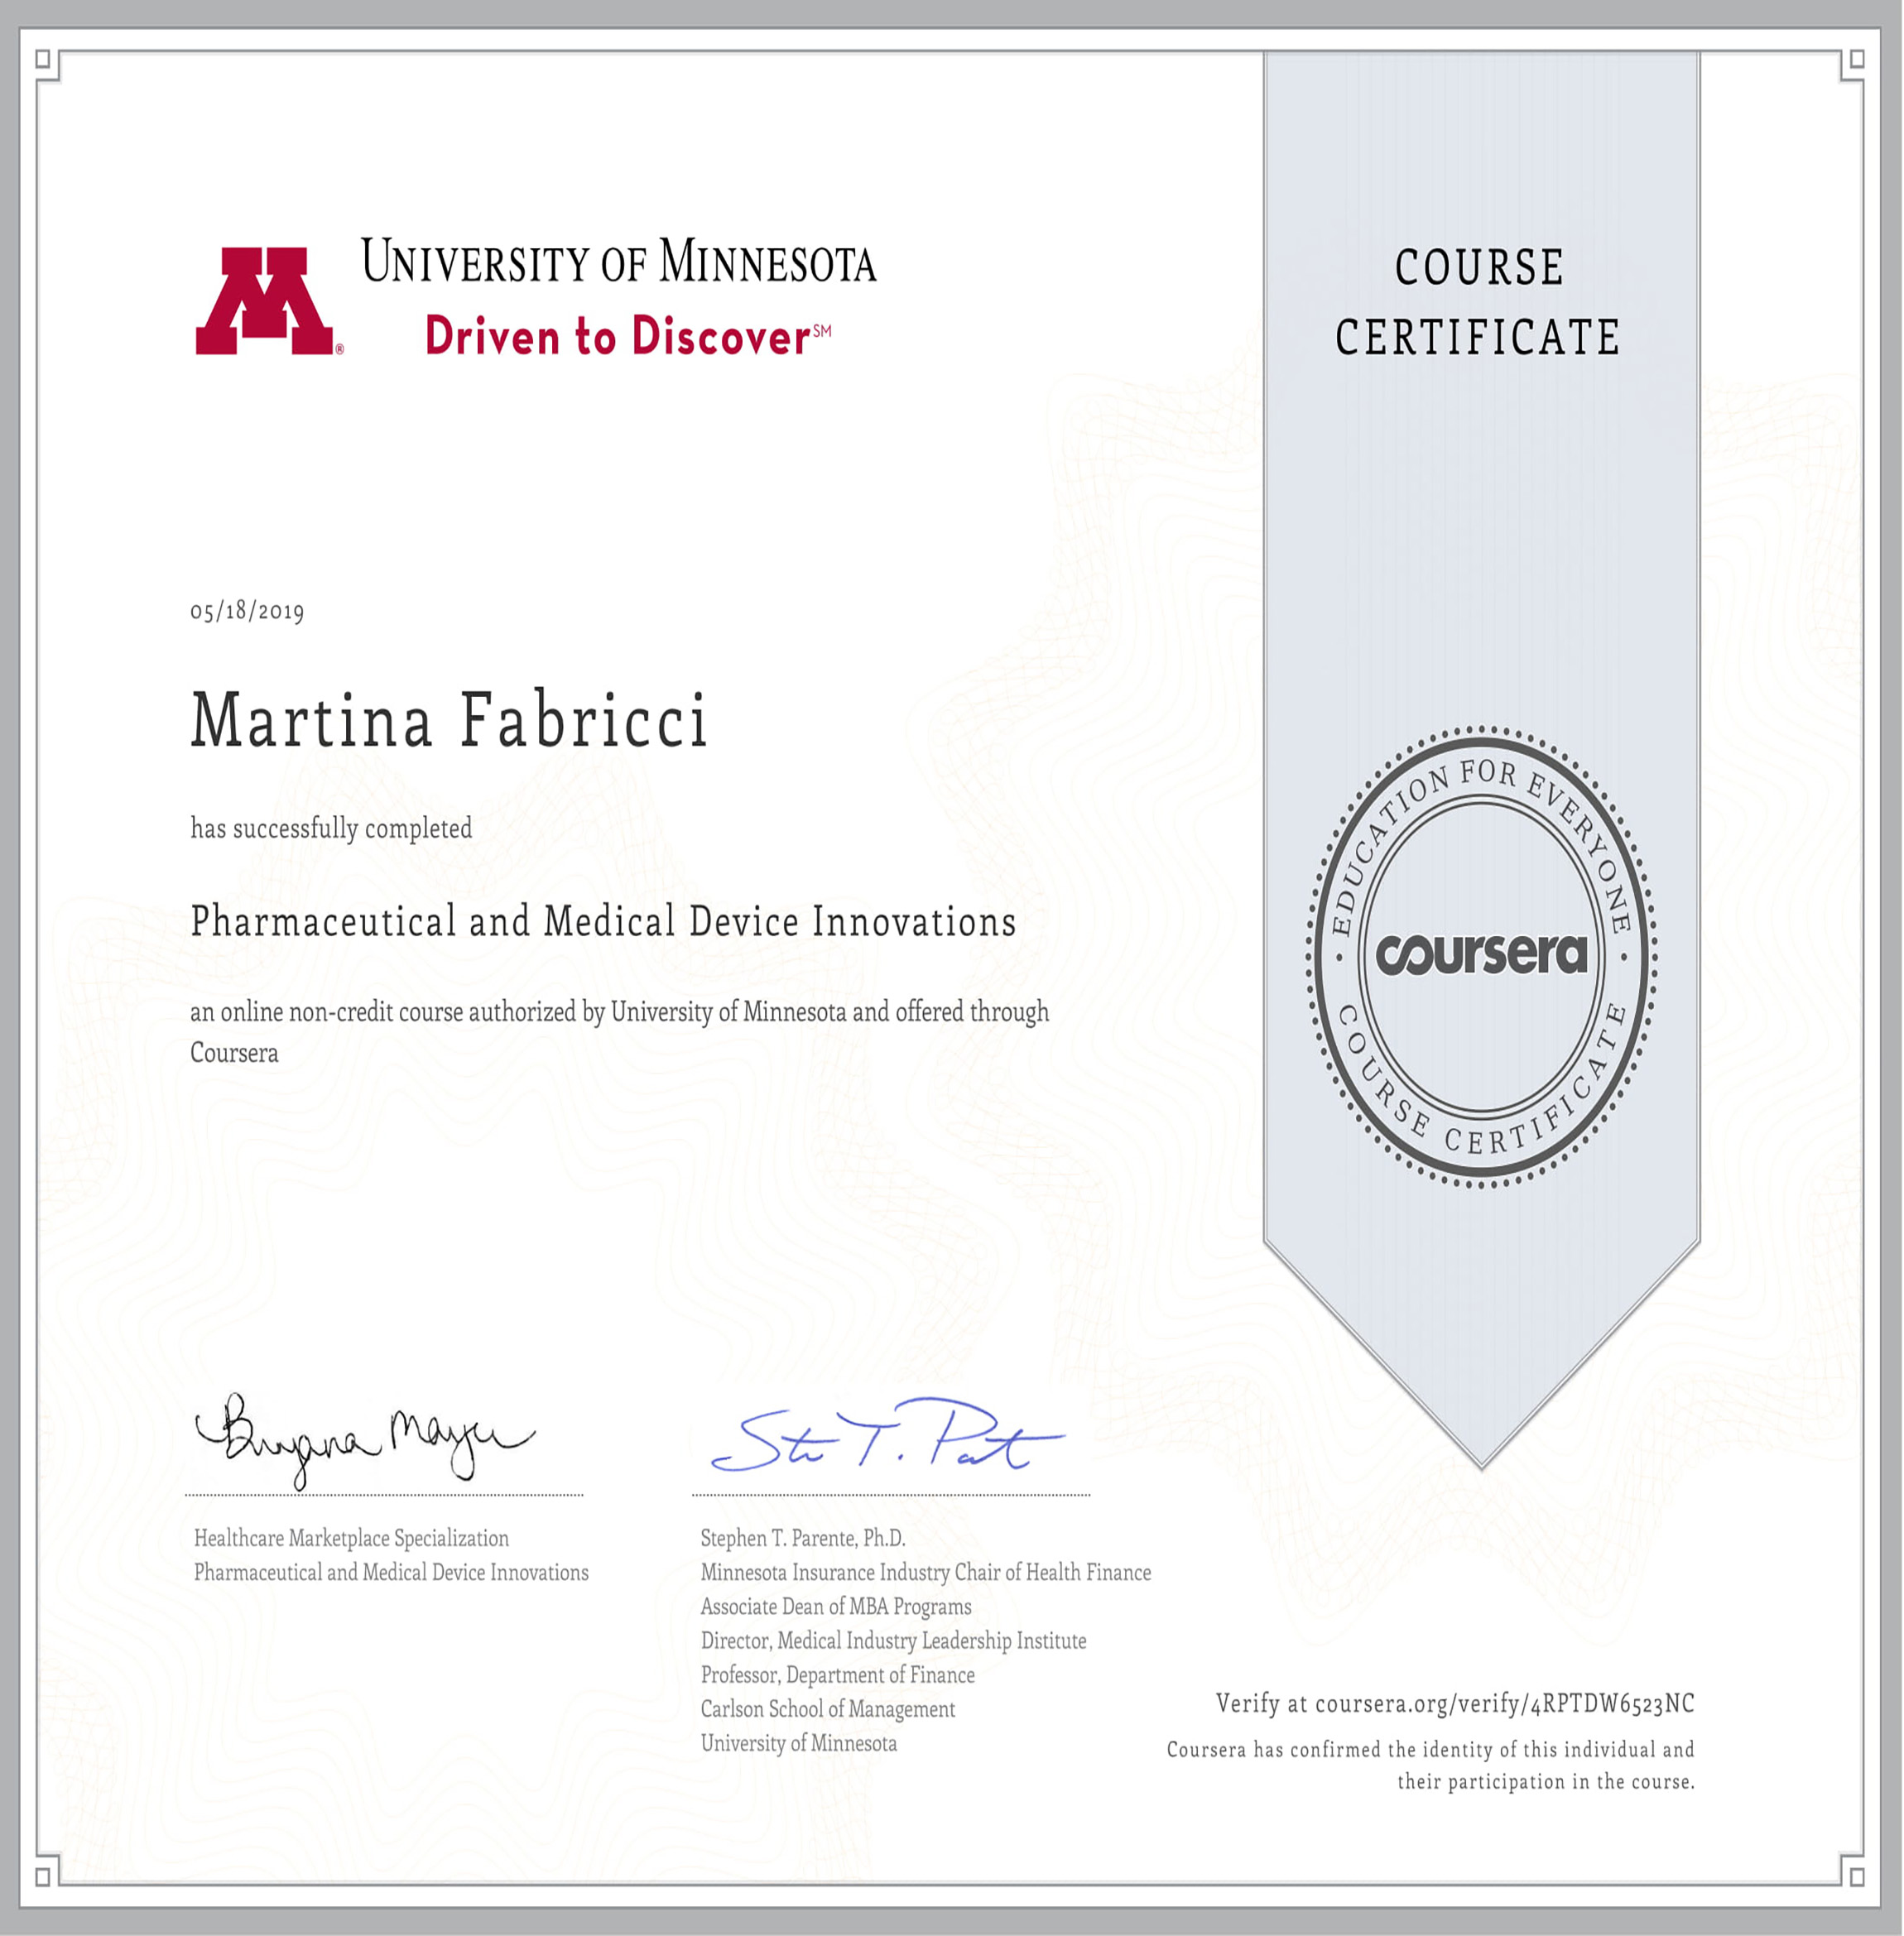 UNIVERSITY OF MINNESOTA
Driven to Discover℠
COURSE
CERTIFICATE
05/18/2019
Martina Fabricci
has successfully completed
Pharmaceutical and Medical Device Innovations
an online non-credit course authorized by University of Minnesota and offered through
Coursera
EDUCATION FOR EVERYONE
coursera
COURSE CERTIFICATE
Healthcare Marketplace Specialization
Pharmaceutical and Medical Device Innovations
Stephen T. Parente, Ph.D.
Minnesota Insurance Industry Chair of Health Finance
Associate Dean of MBA Programs
Director, Medical Industry Leadership Institute
Professor, Department of Finance
Carlson School of Management
University of Minnesota
Verify at coursera.org/verify/4RPTDW6523NC
Coursera has confirmed the identity of this individual and
their participation in the course.